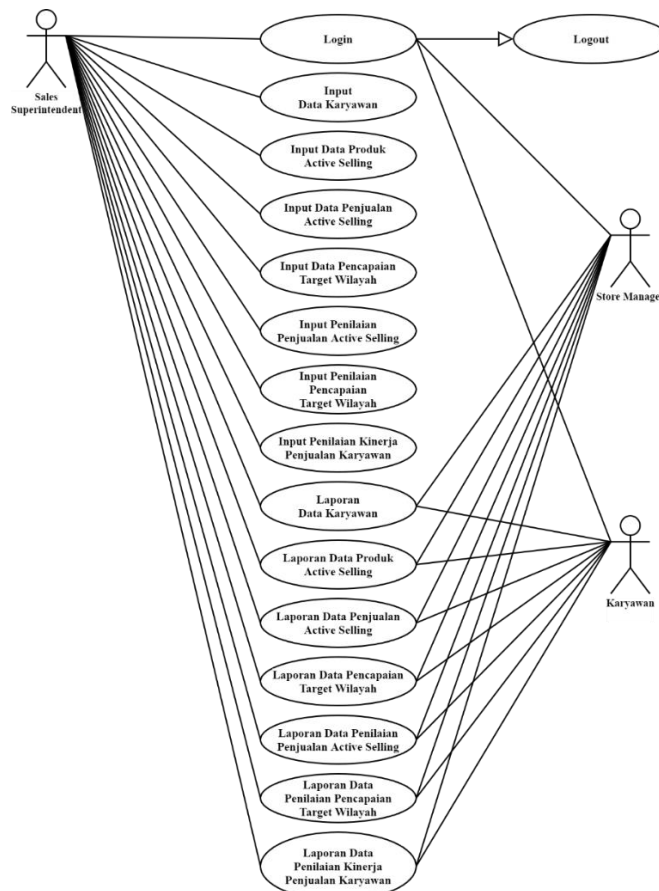 Login
Logout
Sales
Superintendent
Input
Data Karyawan
Input Data Produk
Active Selling
Input Data Penjualan
Active Selling
Input Data Pencapaian
Target Wilayah
Store Manage
Input Penilaian
Penjualan Active Selling
Input Penilaian
Pencapaian
Target Wilayah
Input Penilaian Kinerja
Penjualan Karyawan
Laporan
Data Karyawan
Laporan Data Produk
Active Selling
Karyawan
Laporan Data Penjualan
Active Selling
Laporan Data Pencapaian
Target Wilayah
Laporan Data Penilaian
Penjualan Active Selling
Laporan Data
Penilaian Pencapaian
Target Wilayah
Laporan Data
Penilaian Kinerja
Penjualan Karyawan